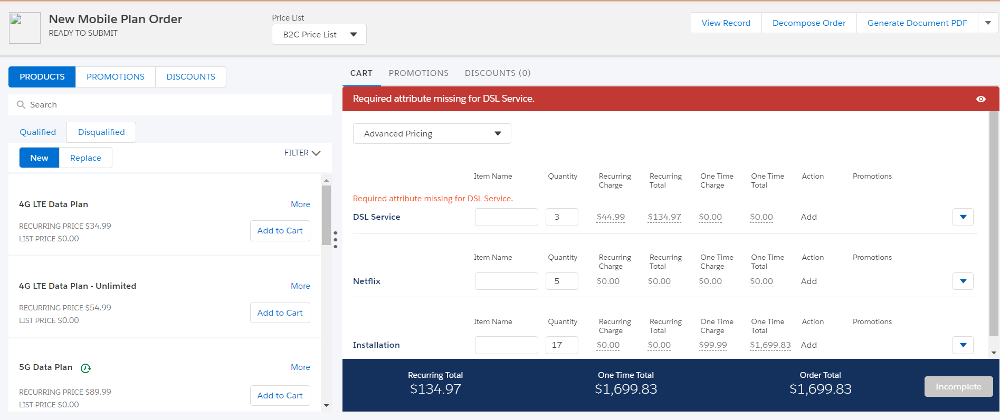 New Mobile Plan Order
READY TO SUBMIT
Price List
B2C Price List
View Record
Decompose Order
Generate Document PDF
PRODUCTS
PROMOTIONS
DISCOUNTS
Search
Qualified
Disqualified
New
Replace
FILTER
4G LTE Data Plan
More
RECURRING PRICE $34.99
LIST PRICE $0.00
Add to Cart
4G LTE Data Plan - Unlimited
More
RECURRING PRICE $54.99
LIST PRICE $0.00
Add to Cart
5G Data Plan
More
RECURRING PRICE $89.99
LIST PRICE $0.00
Add to Cart
CART
PROMOTIONS
DISCOUNTS (0)
Required attribute missing for DSL Service.
Advanced Pricing
Item Name
Quantity
Recurring
Charge
Recurring
Total
One Time
Charge
One Time
Total
Action
Promotions
Required attribute missing for DSL Service.
DSL Service
3
$44.99
$134.97
$0.00
$0.00
Add
Item Name
Quantity
Recurring
Charge
Recurring
Total
One Time
Charge
One Time
Total
Action
Promotions
Netflix
5
$0.00
$0.00
$0.00
$0.00
Add
Item Name
Quantity
Recurring
Charge
Recurring
Total
One Time
Charge
One Time
Total
Action
Promotions
Installation
17
$0.00
$0.00
$99.99
$1,699.83
Add
Recurring Total
$134.97
One Time Total
$1,699.83
Order Total
$1,699.83
Incomplete